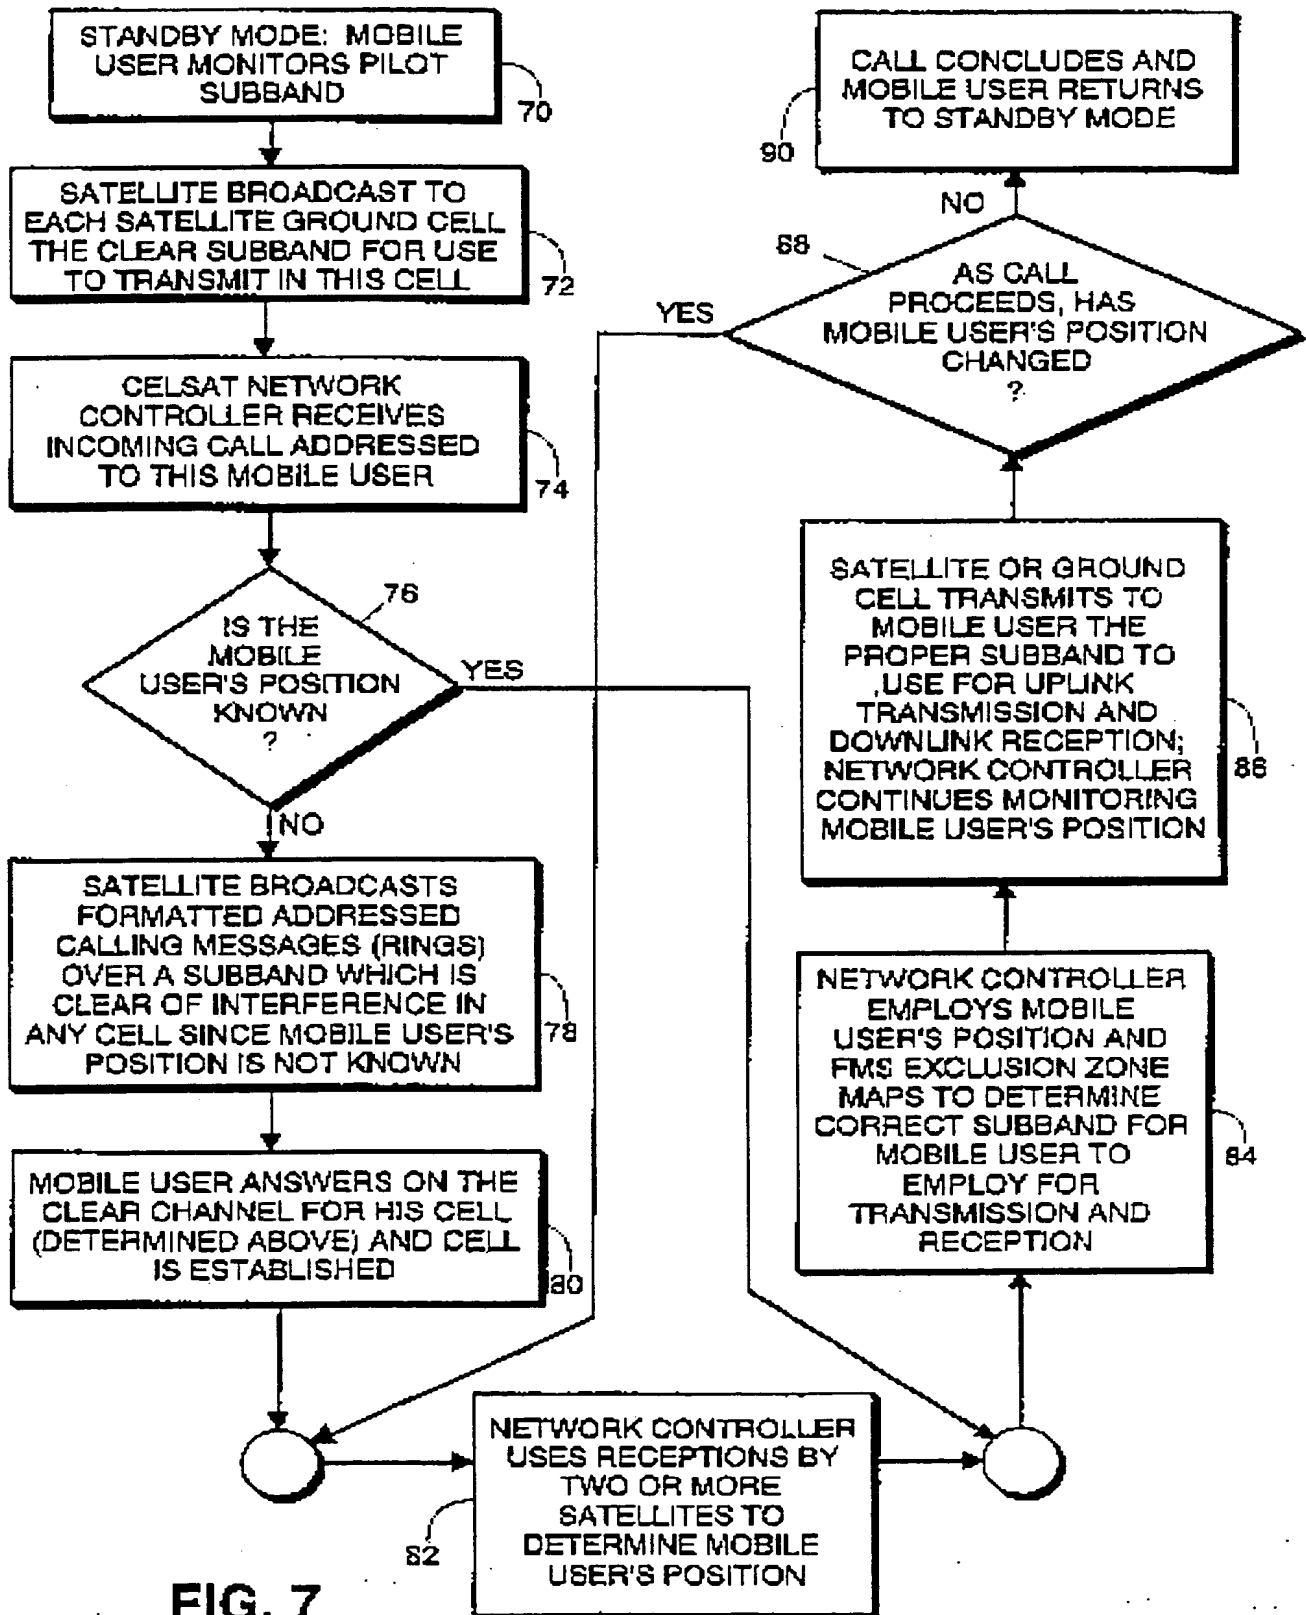 STANDBY MODE: MOBILE
USER MONITORS PILOT
SUBBAND
70
SATELLITE BROADCAST TO
EACH SATELLITE GROUND CELL
THE CLEAR SUBBAND FOR USE
TO TRANSMIT IN THIS CELL
72
CELSAT NETWORK
CONTROLLER RECEIVES
INCOMING CALL ADDRESSED
TO THIS MOBILE USER
74
IS THE
MOBILE
USER'S POSITION
KNOWN
?
76
YES
NO
SATELLITE BROADCASTS
FORMATTED ADDRESSED
CALLING MESSAGES (RINGS)
OVER A SUBBAND WHICH IS
CLEAR OF INTERFERENCE IN
ANY CELL SINCE MOBILE USER'S
POSITION IS NOT KNOWN
78
MOBILE USER ANSWERS ON THE
CLEAR CHANNEL FOR HIS CELL
(DETERMINED ABOVE) AND CELL
IS ESTABLISHED
80
NETWORK CONTROLLER
USES RECEPTIONS BY
TWO OR MORE
SATELLITES TO
DETERMINE MOBILE
USER'S POSITION
82
NETWORK CONTROLLER
EMPLOYS MOBILE
USER'S POSITION AND
FMS EXCLUSION ZONE
MAPS TO DETERMINE
CORRECT SUBBAND FOR
MOBILE USER TO
EMPLOY FOR
TRANSMISSION AND
RECEPTION
84
SATELLITE OR GROUND
CELL TRANSMITS TO
MOBILE USER THE
PROPER SUBBAND TO
USE FOR UPLINK
TRANSMISSION AND
DOWNLINK RECEPTION;
NETWORK CONTROLLER
CONTINUES MONITORING
MOBILE USER'S POSITION
86
AS CALL
PROCEEDS, HAS
MOBILE USER'S POSITION
CHANGED
?
88
YES
NO
CALL CONCLUDES AND
MOBILE USER RETURNS
TO STANDBY MODE
90
FIG. 7